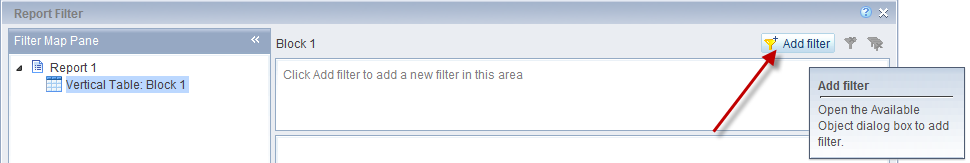 Report Filter
Filter Map Pane
Block 1
Add filter
Report 1
Vertical Table: Block 1
Click Add filter to add a new filter in this area
Add filter
Open the Available
Object dialog box to add
filter.